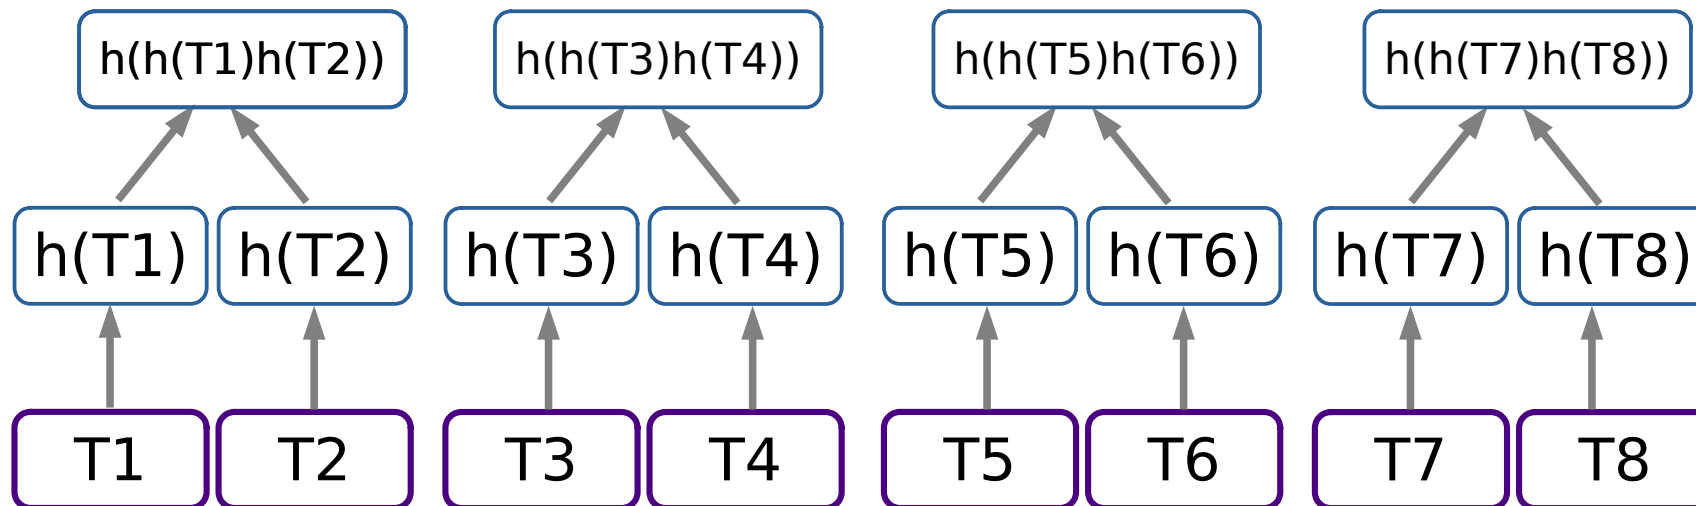 h(h(T1)h(T2)) h(h(T3)h(T4)) h(h(T5)h(T6)) h(h(T7)h(T8))
h(T1) h(T2) h(T3) h(T4) h(T5) h(T6) h(T7) h(T8)
T1 T2 T3 T4 T5 T6 T7 T8